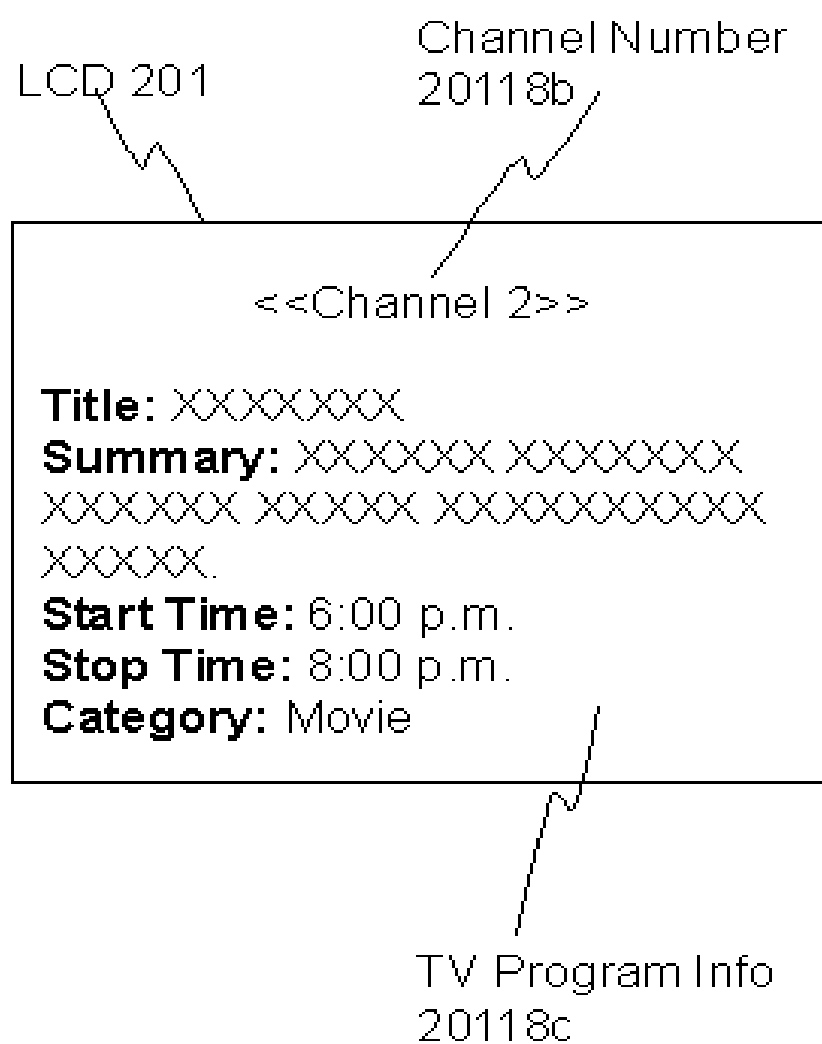 LCD 201
Channel Number
20118b
<<Channel 2>>
Title: XXXXXXX
Summary: XXXXXX XXXXXXX
XXXXXX XXXXX XXXXXXXXXX
XXXXX.
Start Time: 6:00 p.m.
Stop Time: 8:00 p.m.
Category: Movie
TV Program Info
20118c